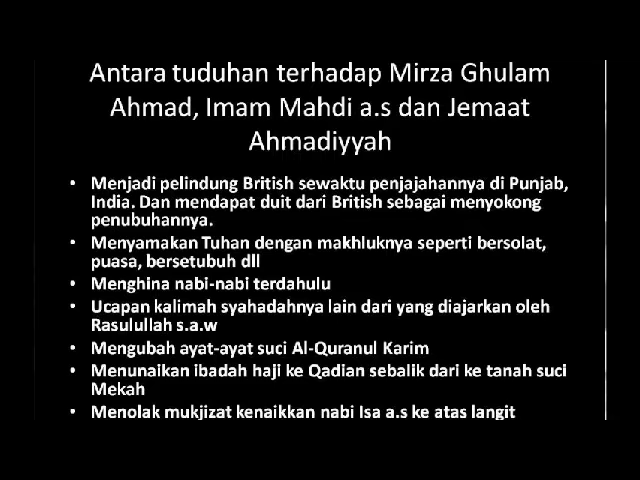 Antara tuduhan terhadap Mirza Ghulam
Ahmad, Imam Mahdi a.s dan Jemaat
Ahmadiyyah
• Menjadi pelindung British sewaktu penjajahannya di Punjab,
India. Dan mendapat duit dari British sebagai menyokong
penubuhannya.
• Menyamakan Tuhan dengan makhluknya seperti bersolat,
puasa, bersetubuh dll
• Menghina nabi-nabi terdahulu
• Ucapan kalimah syahadahnya lain dari yang diajarkan oleh
Rasulullah s.a.w
• Mengubah ayat-ayat suci Al-Quranul Karim
• Menunaikan ibadah haji ke Qadian sebalik dari ke tanah suci
Mekah
• Menolak mukjizat kenaikkan nabi Isa a.s ke atas langit